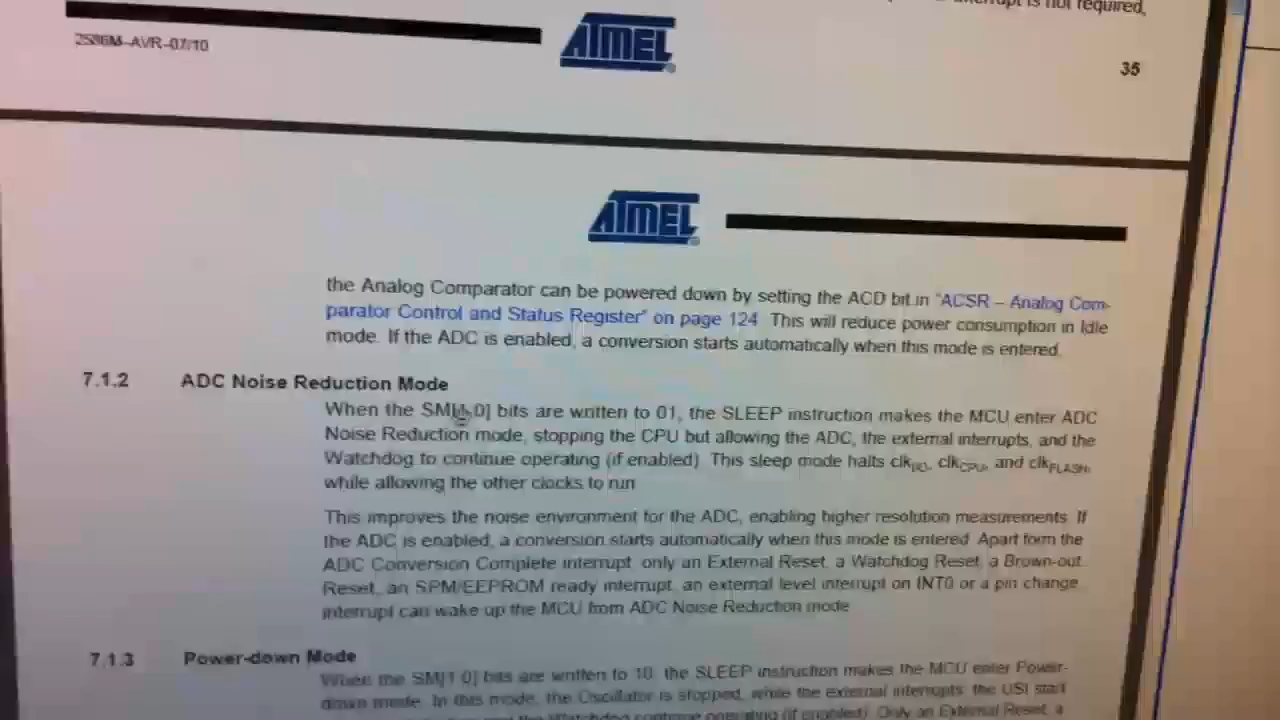 interrupt is not required,
2586M–AVR–07/10
ATMEL
35
ATMEL
the Analog Comparator can be powered down by setting the ACD bit in "ACSR – Analog Com-
parator Control and Status Register" on page 124. This will reduce power consumption in Idle
mode. If the ADC is enabled, a conversion starts automatically when this mode is entered.
7.1.2 ADC Noise Reduction Mode
When the SM[1:0] bits are written to 01, the SLEEP instruction makes the MCU enter ADC
Noise Reduction mode, stopping the CPU but allowing the ADC, the external interrupts, and the
Watchdog to continue operating (if enabled). This sleep mode halts clkI/O, clkCPU, and clkFLASH,
while allowing the other clocks to run.
This improves the noise environment for the ADC, enabling higher resolution measurements. If
the ADC is enabled, a conversion starts automatically when this mode is entered. Apart form the
ADC Conversion Complete interrupt, only an External Reset, a Watchdog Reset, a Brown-out
Reset, an SPM/EEPROM ready interrupt, an external level interrupt on INT0 or a pin change
interrupt can wake up the MCU from ADC Noise Reduction mode.
7.1.3 Power-down Mode
When the SM[1:0] bits are written to 10, the SLEEP instruction makes the MCU enter Power-
down mode. In this mode, the Oscillator is stopped, while the external interrupts, the USI start
the Watchdog continue operating (if enabled). Only an External Reset, a